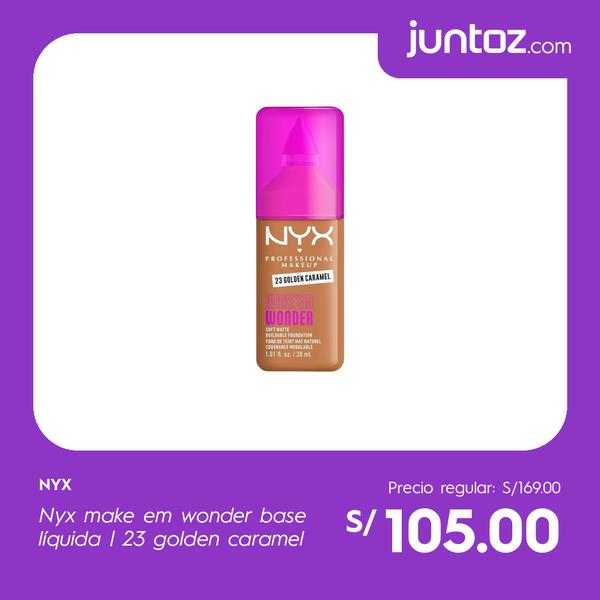 juntoz.com
NYX
PROFESSIONAL
MAKEUP
23 GOLDEN CARAMEL
WONDER
SOFT MATTE
BUILDABLE FOUNDATION
FOND DE TEINT MAT NATUREL
COUVRANCE MODULABLE
1.01 fl. oz. / 30 mL
NYX
Nyx make em wonder base
líquida | 23 golden caramel
Precio regular: S/169.00
S/ 105.00